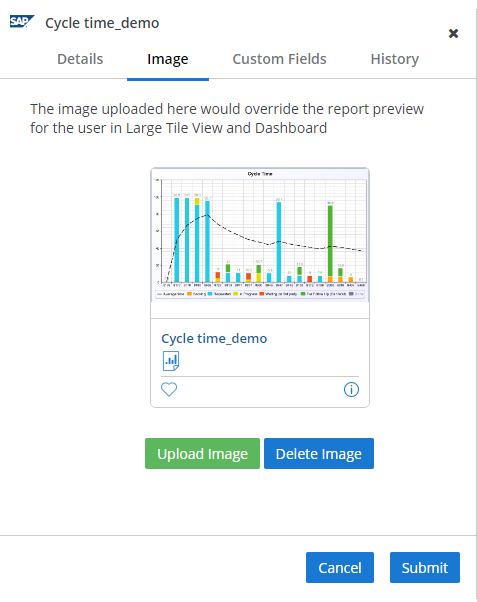 SAP
Cycle time_demo
Details
Image
Custom Fields
History
The image uploaded here would override the report preview
for the user in Large Tile View and Dashboard
Cycle Time
Cycle time_demo
Upload Image
Delete Image
Cancel
Submit